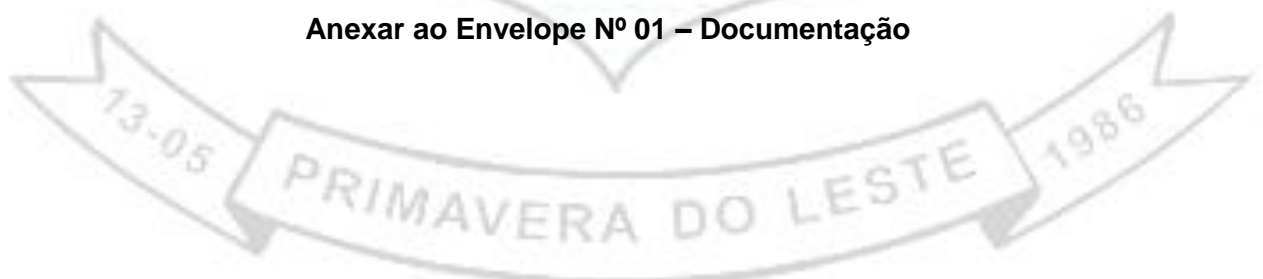 Anexar ao Envelope Nº 01 – Documentação
13-05
PRIMAVERA DO LESTE
1986